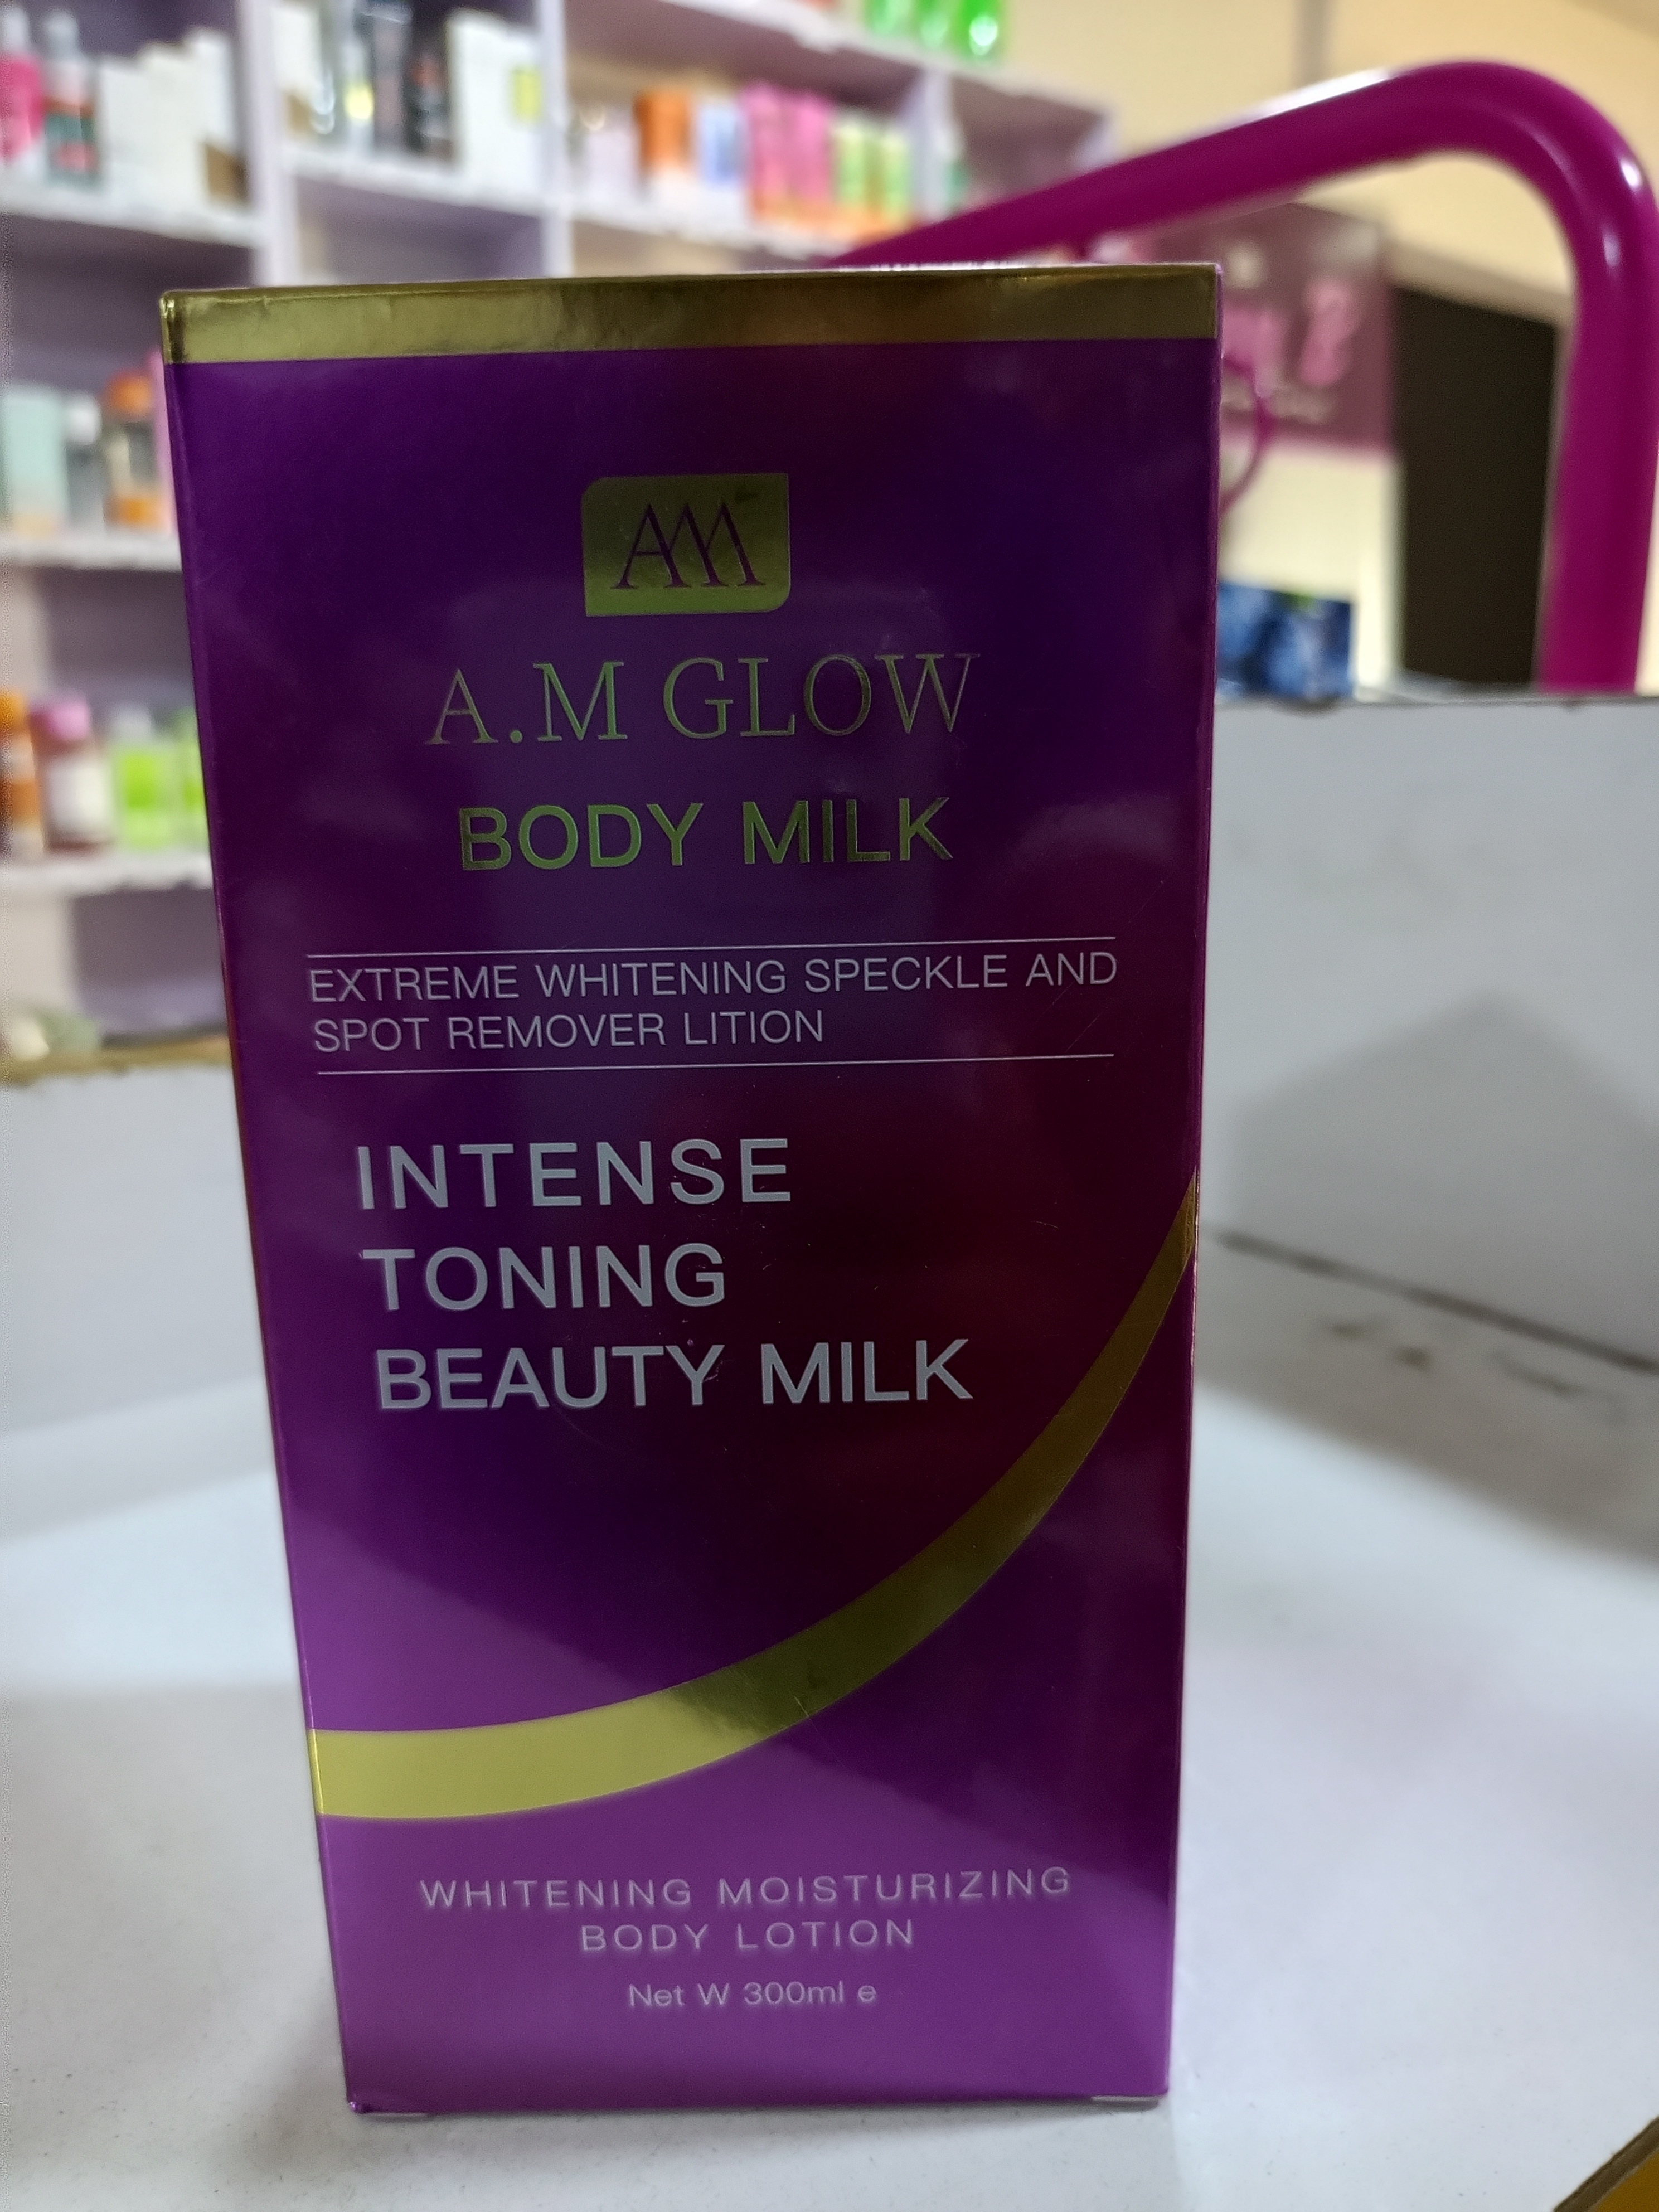 AM
A.M GLOW
BODY MILK
EXTREME WHITENING SPECKLE AND
SPOT REMOVER LITION
INTENSE
TONING
BEAUTY MILK
WHITENING MOISTURIZING
BODY LOTION
Net W 300ml e